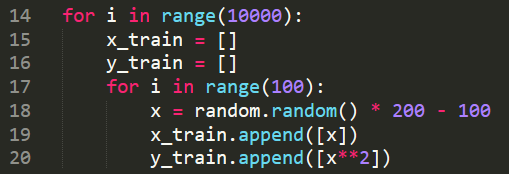 14 for i in range(10000):
15     x_train = []
16     y_train = []
17     for i in range(100):
18         x = random.random() * 200 - 100
19         x_train.append([x])
20         y_train.append([x**2])